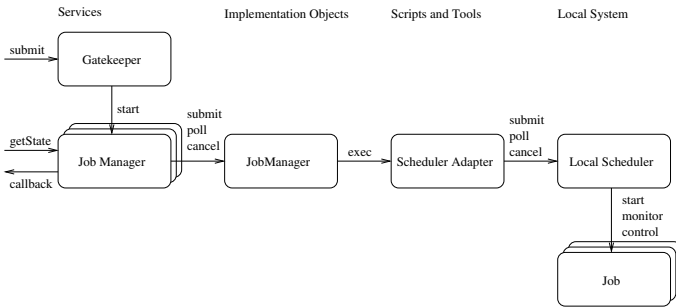 Services
Implementation Objects
Scripts and Tools
Local System
submit
Gatekeeper
start
getState
callback
Job Manager
submit
poll
cancel
JobManager
exec
Scheduler Adapter
submit
poll
cancel
Local Scheduler
start
monitor
control
Job